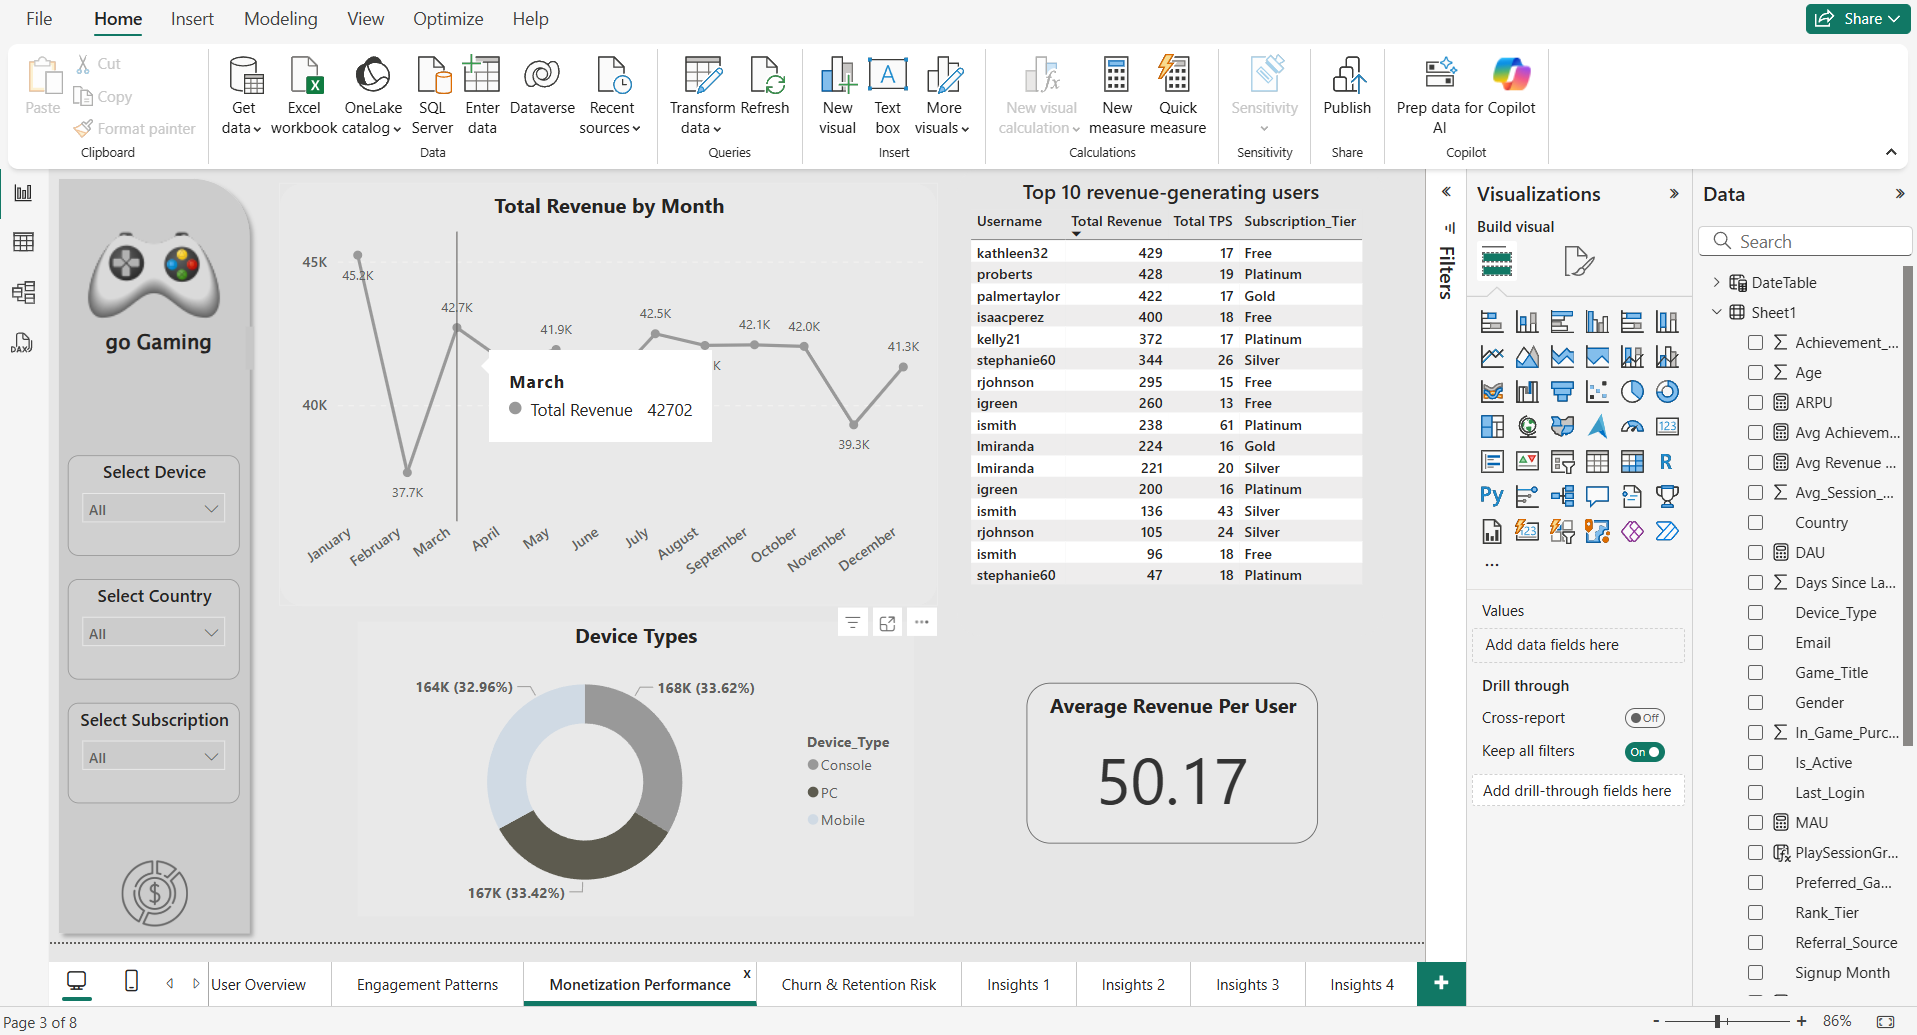 File Home Insert Modeling View Optimize Help
Share
Paste
Cut
Copy
Format painter
Clipboard
Get data
Excel workbook
OneLake catalog
SQL Server
Enter data
Dataverse
Recent sources
Data
Transform data
Refresh
Queries
New visual
Text box
More visuals
Insert
New visual calculation
New measure
Quick measure
Calculations
Sensitivity
Sensitivity
Publish
Share
Prep data for AI
Copilot
Copilot
go Gaming
Select Device
All
Select Country
All
Select Subscription
All
Total Revenue by Month
45K
40K
45.2K
37.7K
42.7K
41.9K
42.5K
K
42.1K
42.0K
39.3K
41.3K
March
Total Revenue 42702
January
February
March
April
May
June
July
August
September
October
November
December
Top 10 revenue-generating users
Username Total Revenue Total TPS Subscription_Tier
kathleen32 429 17 Free
proberts 428 19 Platinum
palmertaylor 422 17 Gold
isaacperez 400 18 Free
kelly21 372 17 Platinum
stephanie60 344 26 Silver
rjohnson 295 15 Free
igreen 260 13 Free
ismith 238 61 Platinum
lmiranda 224 16 Gold
lmiranda 221 20 Silver
igreen 200 16 Platinum
ismith 136 43 Silver
rjohnson 105 24 Silver
ismith 96 18 Free
stephanie60 47 18 Platinum
Device Types
164K (32.96%)
168K (33.62%)
167K (33.42%)
Device_Type
Console
PC
Mobile
Average Revenue Per User
50.17
Filters
Visualizations
Build visual
123
R
Py
123
...
Values
Add data fields here
Drill through
Cross-report
Off
Keep all filters
On
Add drill-through fields here
Data
Search
DateTable
Sheet1
Achievement_...
Age
ARPU
Avg Achievem...
Avg Revenue ...
Avg_Session_...
Country
DAU
Days Since La...
Device_Type
Email
Game_Title
Gender
In_Game_Purc...
Is_Active
Last_Login
MAU
PlaySessionGr...
Preferred_Ga...
Rank_Tier
Referral_Source
Signup Month
DAX
User Overview
Engagement Patterns
Monetization Performance
x
Churn & Retention Risk
Insights 1
Insights 2
Insights 3
Insights 4
+
Page 3 of 8
- + 86%